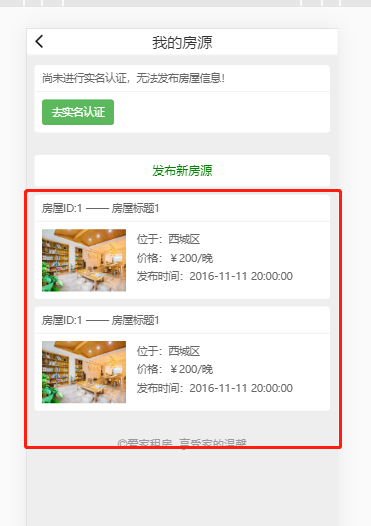 我的房源
尚未进行实名认证，无法发布房屋信息！
去实名认证
发布新房源
房屋ID:1 —— 房屋标题1
位于：西城区
价格：￥200/晚
发布时间：2016-11-11 20:00:00
房屋ID:1 —— 房屋标题1
位于：西城区
价格：￥200/晚
发布时间：2016-11-11 20:00:00
©爱家租房 享受家的温馨